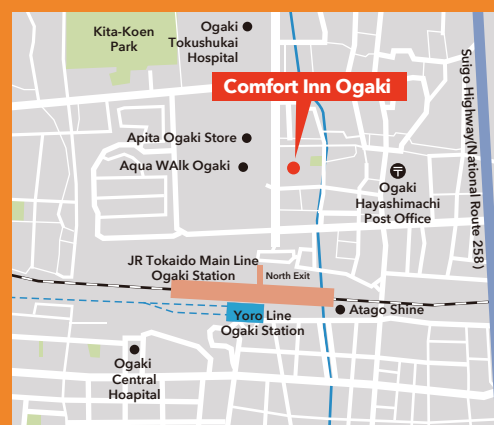 Kita-Koen
Park
Ogaki
Tokushukai
Hospital
Comfort Inn Ogaki
Suigo Highway(National Route 258)
Apita Ogaki Store
Aqua WAlk Ogaki
〒
Ogaki
Hayashimachi
Post Office
JR Tokaido Main Line
Ogaki Station
North Exit
Yoro Line
Ogaki Station
Atago Shine
Ogaki
Central
Hoapital